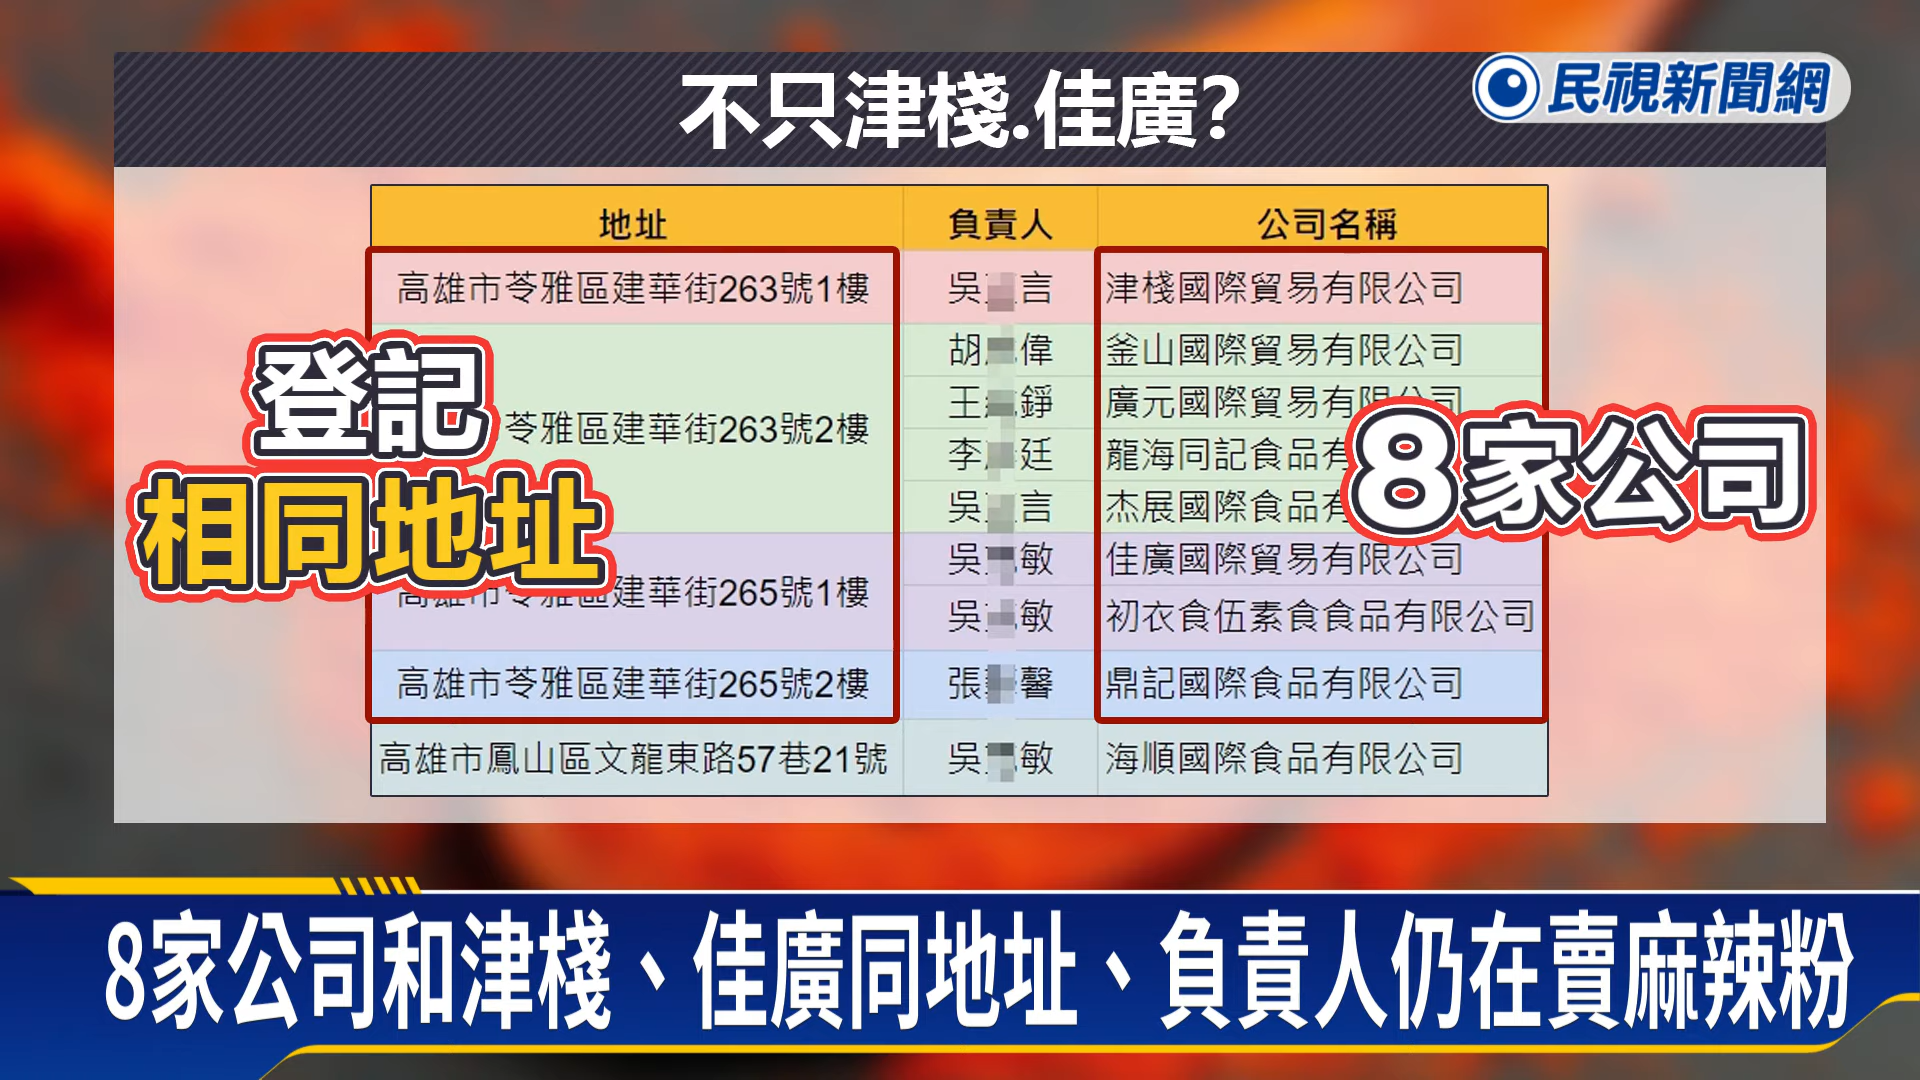 不只津棧.佳廣?
民視新聞網
地址 負責人 公司名稱
高雄市苓雅區建華街263號1樓 吳 言 津棧國際貿易有限公司
胡 偉 釜山國際貿易有限公司
王 錚 廣元國際貿易有限公司
苓雅區建華街263號2樓
李 廷 龍海同記食品有
吳 言 杰展國際食品有
登記
相同地址
8家公司
吳 敏 佳廣國際貿易有限公司
高雄市苓雅區建華街265號1樓
吳 敏 初衣食伍素食食品有限公司
高雄市苓雅區建華街265號2樓 張 馨 鼎記國際食品有限公司
高雄市鳳山區文龍東路57巷21號 吳 敏 海順國際食品有限公司
8家公司和津棧、佳廣同地址、負責人仍在賣麻辣粉